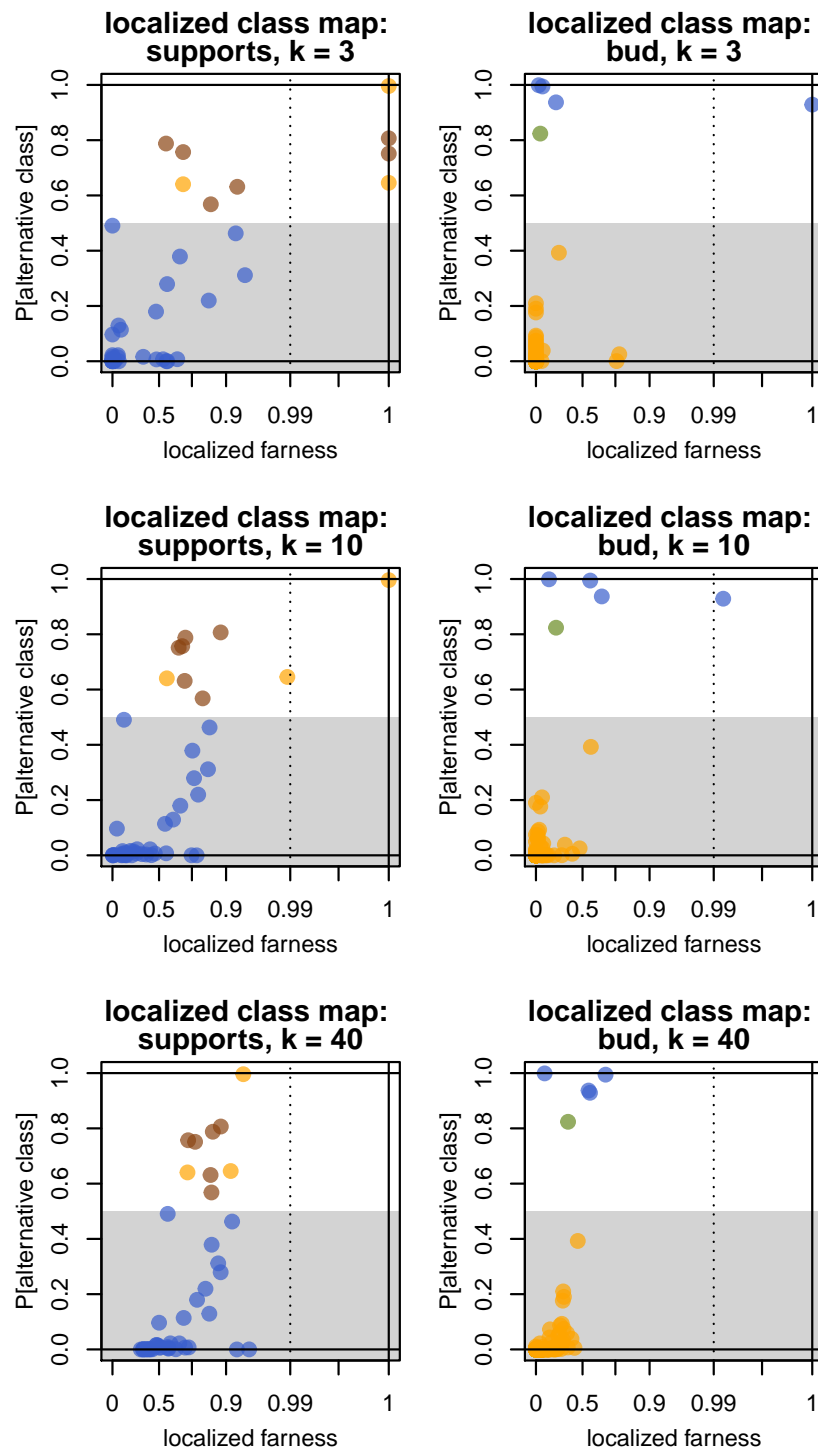 localized class map:
supports, k = 3
P[alternative class]
0.0 0.2 0.4 0.6 0.8 1.0
0 0.5 0.9 0.99 1
localized farness
localized class map:
bud, k = 3
P[alternative class]
0.0 0.2 0.4 0.6 0.8 1.0
0 0.5 0.9 0.99 1
localized farness
localized class map:
supports, k = 10
P[alternative class]
0.0 0.2 0.4 0.6 0.8 1.0
0 0.5 0.9 0.99 1
localized farness
localized class map:
bud, k = 10
P[alternative class]
0.0 0.2 0.4 0.6 0.8 1.0
0 0.5 0.9 0.99 1
localized farness
localized class map:
supports, k = 40
P[alternative class]
0.0 0.2 0.4 0.6 0.8 1.0
0 0.5 0.9 0.99 1
localized farness
localized class map:
bud, k = 40
P[alternative class]
0.0 0.2 0.4 0.6 0.8 1.0
0 0.5 0.9 0.99 1
localized farness